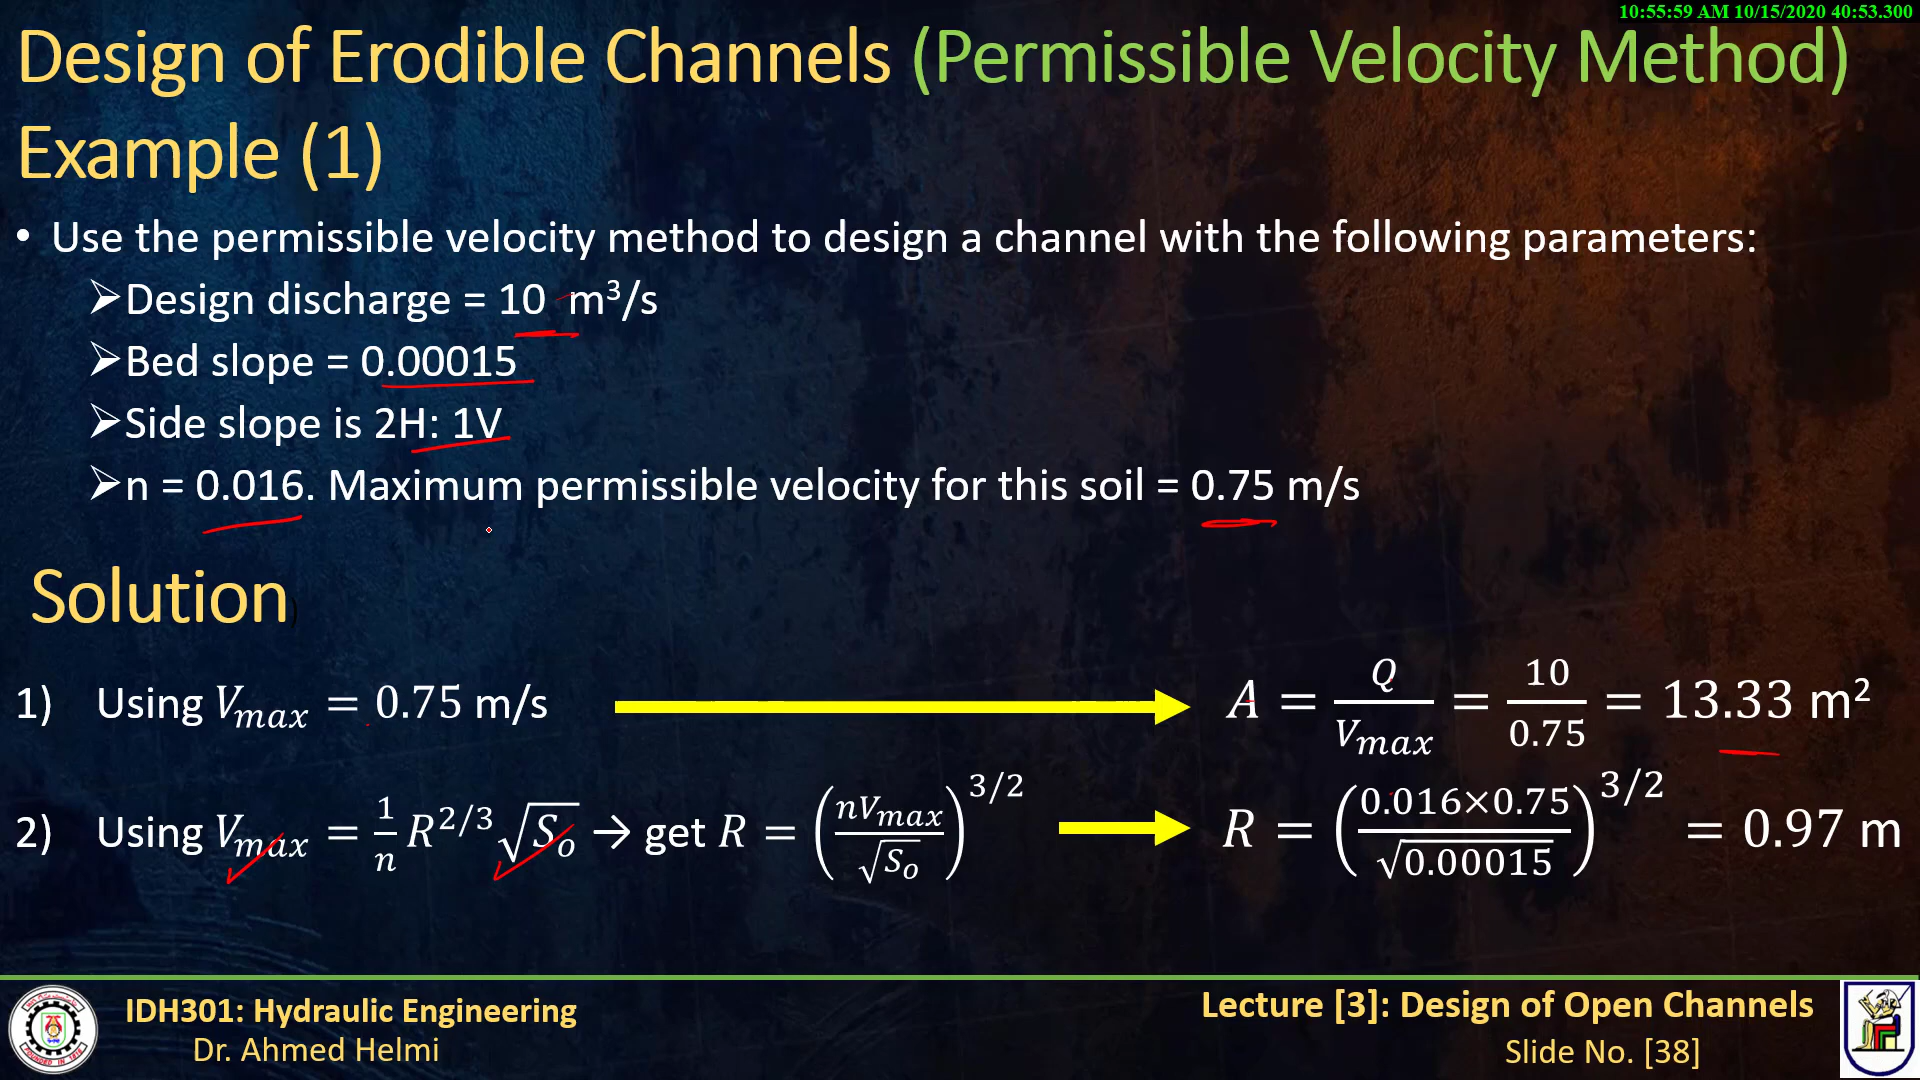 10:55:59 AM 10/15/2020 40:53.300
Design of Erodible Channels (Permissible Velocity Method)
Example (1)
• Use the permissible velocity method to design a channel with the following parameters:
➢Design discharge = 10 m³/s
➢Bed slope = 0.00015
➢Side slope is 2H: 1V
➢n = 0.016. Maximum permissible velocity for this soil = 0.75 m/s
Solution
1) Using V_max = 0.75 m/s A = Q/V_max = 10/0.75 = 13.33 m²
2) Using V_max = 1/n R^2/3 √S_o → get R = (nV_max/√S_o)^3/2 R = (0.016×0.75/√0.00015)^3/2 = 0.97 m
IDH301: Hydraulic Engineering
Dr. Ahmed Helmi
Lecture [3]: Design of Open Channels
Slide No. [38]